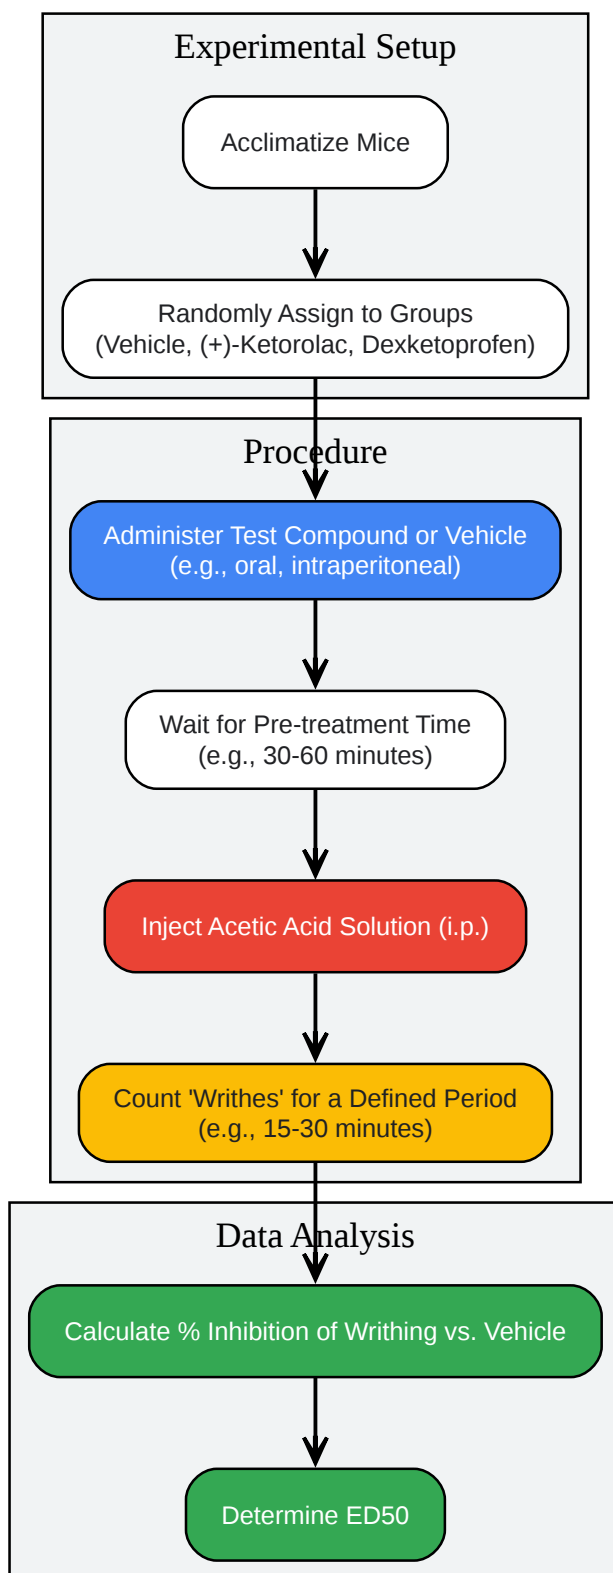 Experimental Setup
Acclimatize Mice
Randomly Assign to Groups
(Vehicle, (+)-Ketorolac, Dexketoprofen)
Procedure
Administer Test Compound or Vehicle
(e.g., oral, intraperitoneal)
Wait for Pre-treatment Time
(e.g., 30-60 minutes)
Inject Acetic Acid Solution (i.p.)
Count 'Writhes' for a Defined Period
(e.g., 15-30 minutes)
Data Analysis
Calculate % Inhibition of Writhing vs. Vehicle
Determine ED50